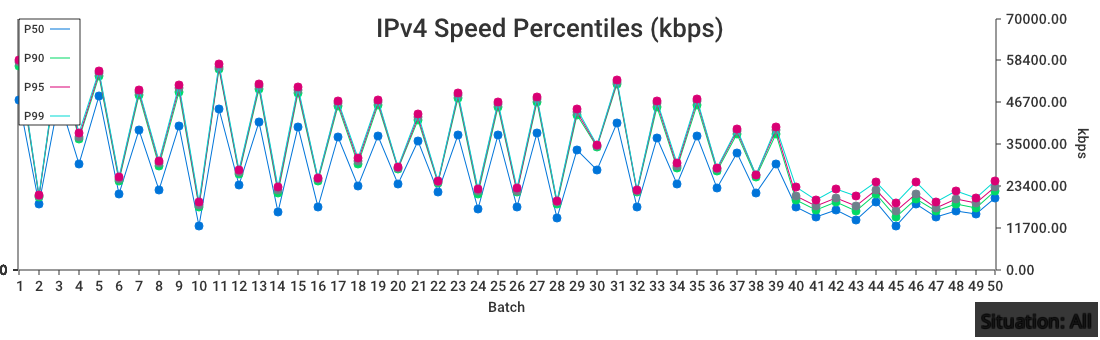 IPv4 Speed Percentiles (kbps)
P50
P90
P95
P99
70000.00
58400.00
46700.00
35000.00
23400.00
11700.00
0.00
kbps
0
1 2 3 4 5 6 7 8 9 10 11 12 13 14 15 16 17 18 19 20 21 22 23 24 25 26 27 28 29 30 31 32 33 34 35 36 37 38 39 40 41 42 43 44 45 46 47 48 49 50
Batch
Situation: All